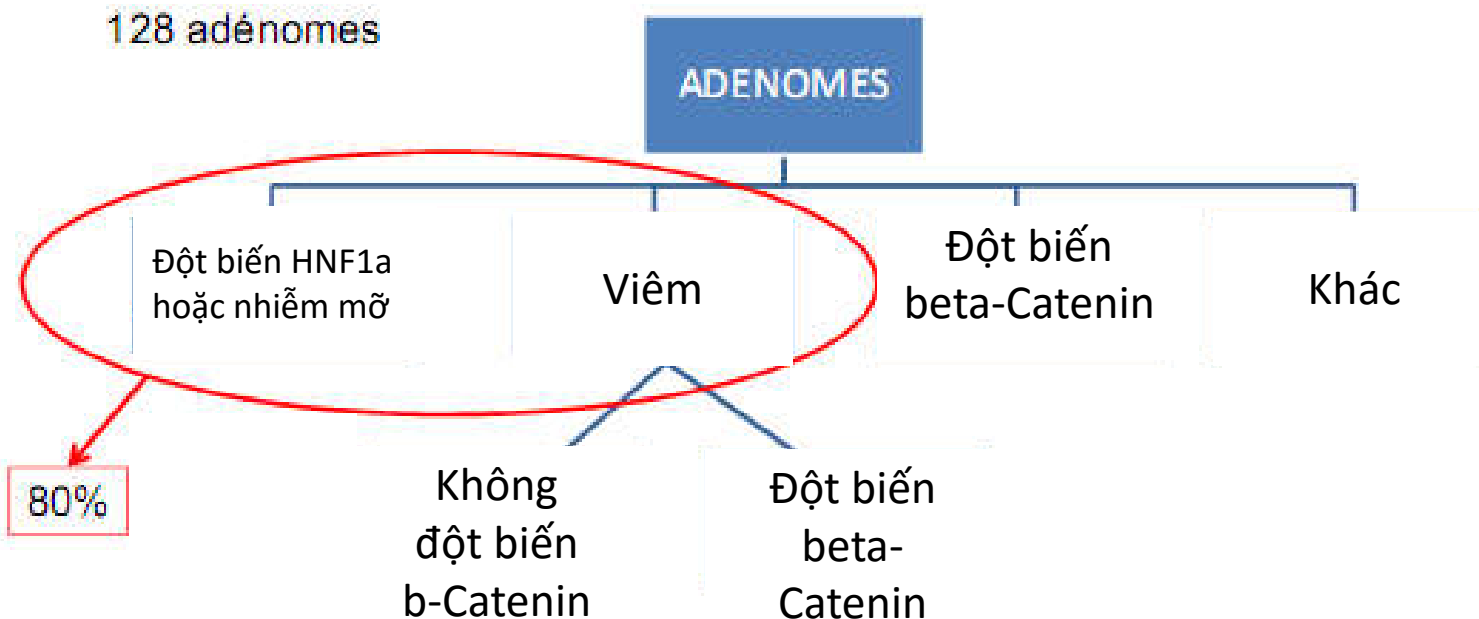 128 adénomes
ADENOMES
Đột biến HNF1a
hoặc nhiễm mỡ
Viêm
Đột biến
beta-Catenin
Khác
80%
Không
đột biến
b-Catenin
Đột biến
beta-
Catenin